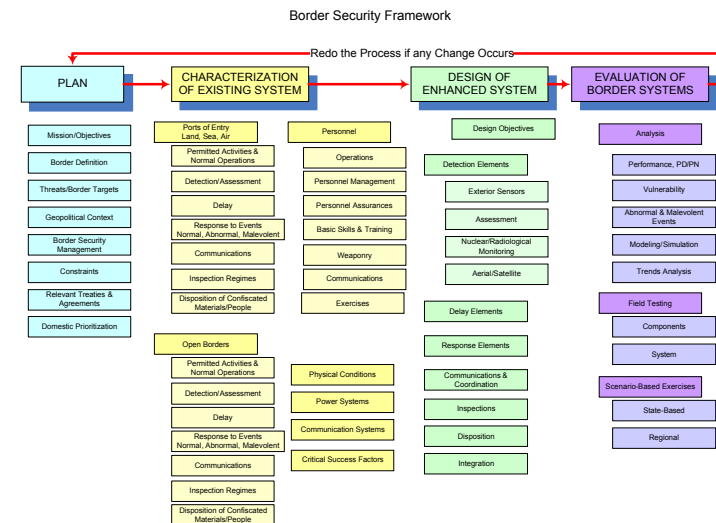 Border Security Framework
Redo the Process if any Change Occurs
PLAN
CHARACTERIZATION
OF EXISTING SYSTEM
DESIGN OF
ENHANCED SYSTEM
EVALUATION OF
BORDER SYSTEMS
Mission/Objectives
Border Definition
Threats/Border Targets
Geopolitical Context
Border Security
Management
Constraints
Relevant Treaties &
Agreements
Domestic Prioritization
Ports of Entry
Land, Sea, Air
Permitted Activities &
Normal Operations
Detection/Assessment
Delay
Response to Events
Normal, Abnormal, Malevolent
Communications
Inspection Regimes
Disposition of Confiscated
Materials/People
Open Borders
Permitted Activities &
Normal Operations
Detection/Assessment
Delay
Response to Events
Normal, Abnormal, Malevolent
Communications
Inspection Regimes
Disposition of Confiscated
Materials/People
Personnel
Operations
Personnel Management
Personnel Assurances
Basic Skills & Training
Weaponry
Communications
Exercises
Physical Conditions
Power Systems
Communication Systems
Critical Success Factors
Design Objectives
Detection Elements
Exterior Sensors
Assessment
Nuclear/Radiological
Monitoring
Aerial/Satellite
Delay Elements
Response Elements
Communications &
Coordination
Inspections
Disposition
Integration
Analysis
Performance, PD/PN
Vulnerability
Abnormal & Malevolent
Events
Modeling/Simulation
Trends Analysis
Field Testing
Components
System
Scenario-Based Exercises
State-Based
Regional